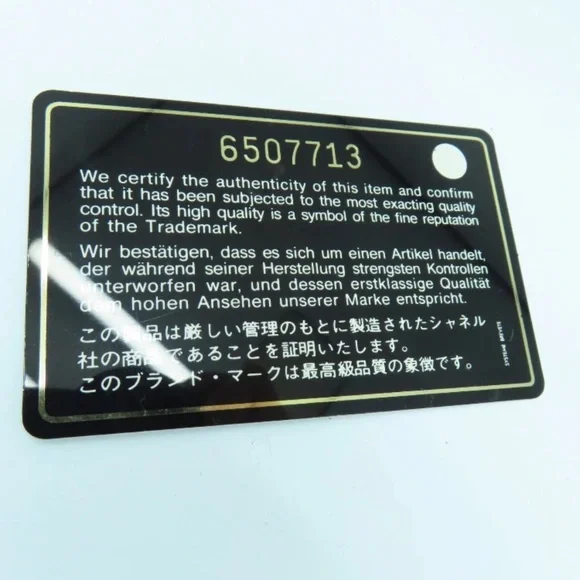 6507713
We certify the authenticity of this item and confirm
that it has been subjected to the most exacting quality
control. Its high quality is a symbol of the fine reputation
of the Trademark.
Wir bestätigen, dass es sich um einen Artikel handelt,
der während seiner Herstellung strengsten Kontrollen
unterworfen war, und dessen erstklassige Qualität
dem hohen Ansehen unserer Marke entspricht.
この製品は厳しい管理のもとに製造されたシャネル
社の商品であることを証明いたします。
このブランド・マークは最高級品質の象徴です。
SYSTEME BREVETE